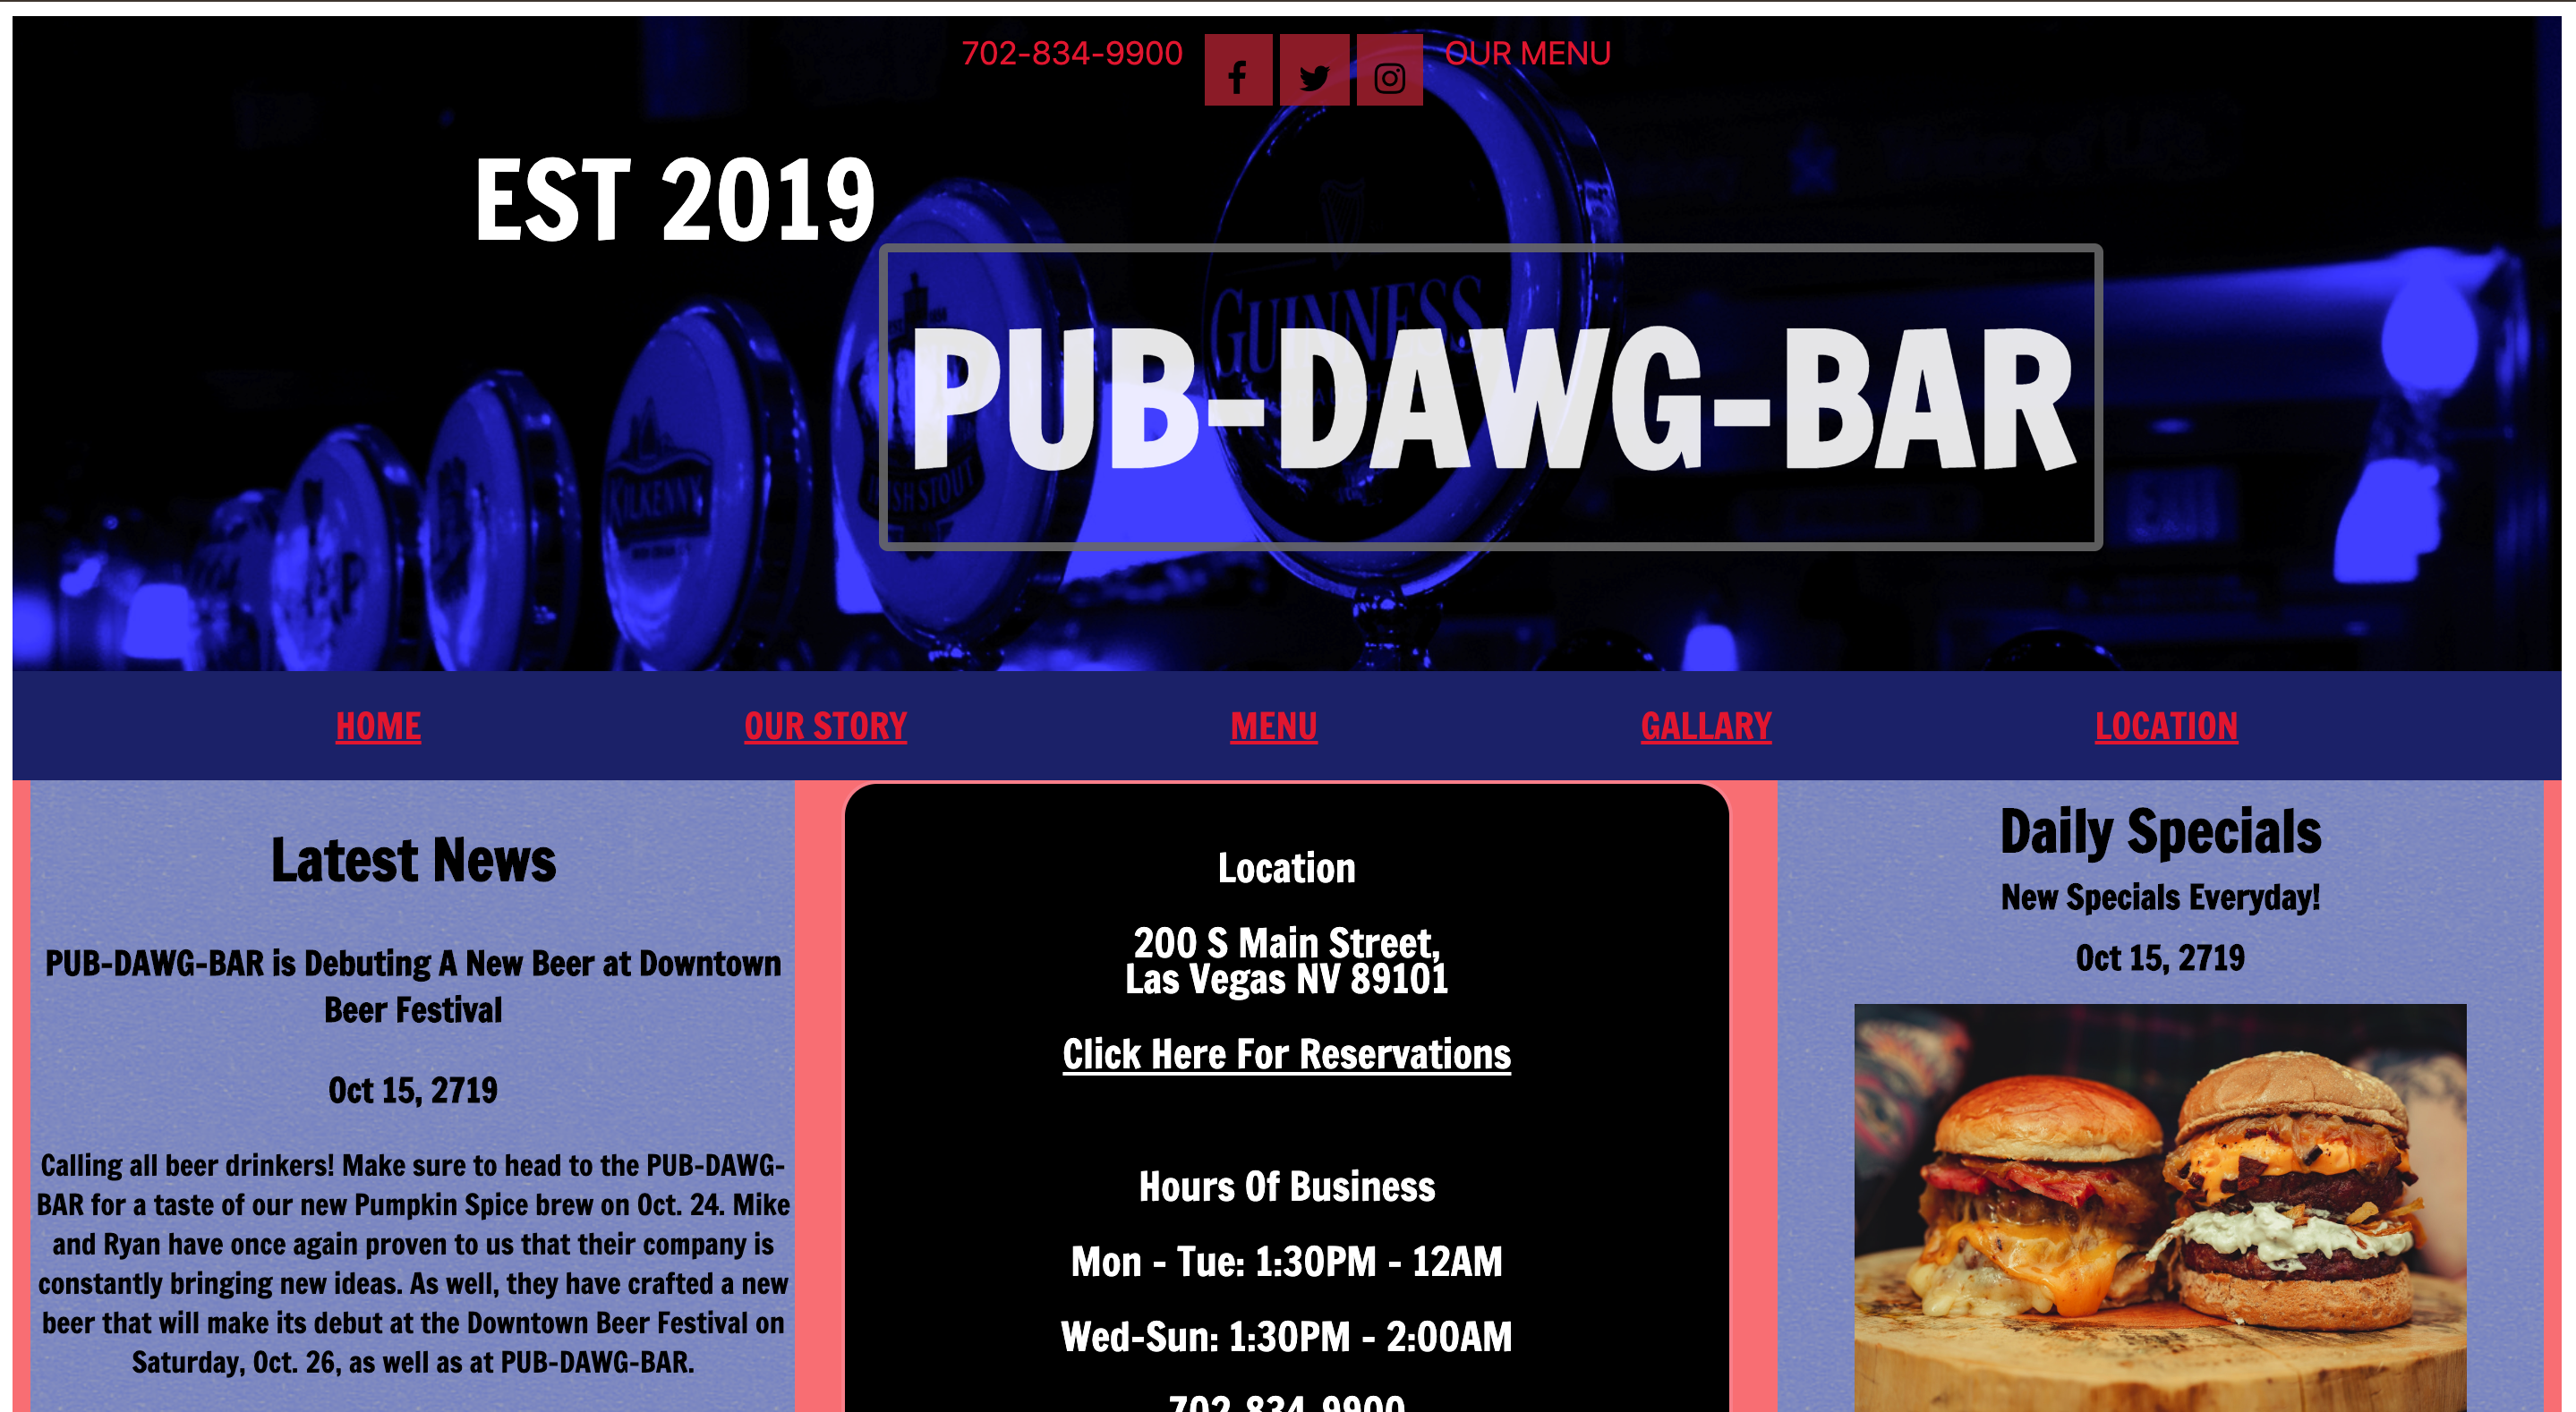 702-834-9900 OUR MENU
EST 2019
GUINNESS
PUB-DAWG-BAR
KILKENNY
IRISH STOUT
HOME OUR STORY MENU GALLARY LOCATION
Latest News
PUB-DAWG-BAR is Debuting A New Beer at Downtown
Beer Festival
Oct 15, 2719
Calling all beer drinkers! Make sure to head to the PUB-DAWG-
BAR for a taste of our new Pumpkin Spice brew on Oct. 24. Mike
and Ryan have once again proven to us that their company is
constantly bringing new ideas. As well, they have crafted a new
beer that will make its debut at the Downtown Beer Festival on
Saturday, Oct. 26, as well as at PUB-DAWG-BAR.
Location
200 S Main Street,
Las Vegas NV 89101
Click Here For Reservations
Hours Of Business
Mon - Tue: 1:30PM - 12AM
Wed-Sun: 1:30PM - 2:00AM
702-834-9900
Daily Specials
New Specials Everyday!
Oct 15, 2719